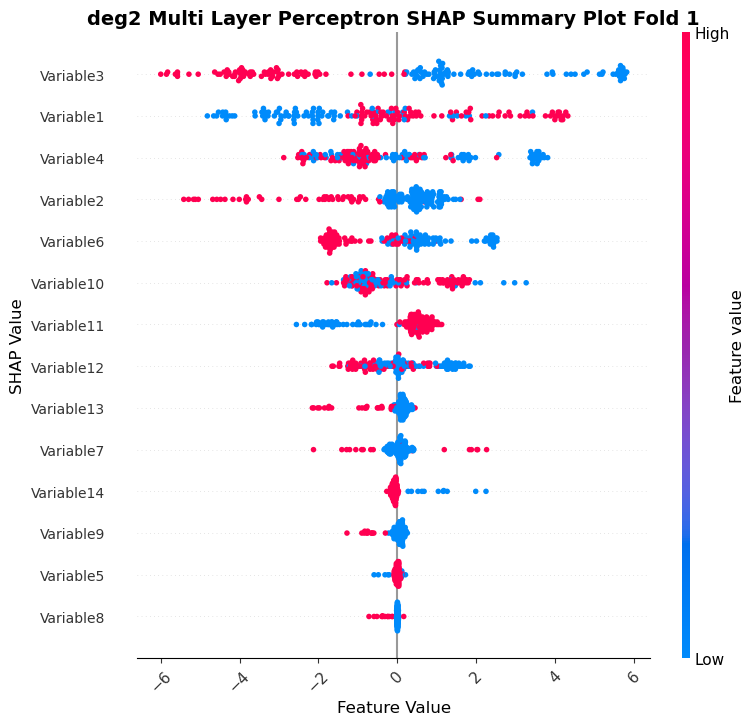 deg2 Multi Layer Perceptron SHAP Summary Plot Fold 1
High
Variable3
Variable1
Variable4
Variable2
Variable6
Variable10
Variable11
Variable12
Variable13
Variable7
Variable14
Variable9
Variable5
Variable8
SHAP Value
Feature value
Low
−6 −4 −2 0 2 4 6
Feature Value